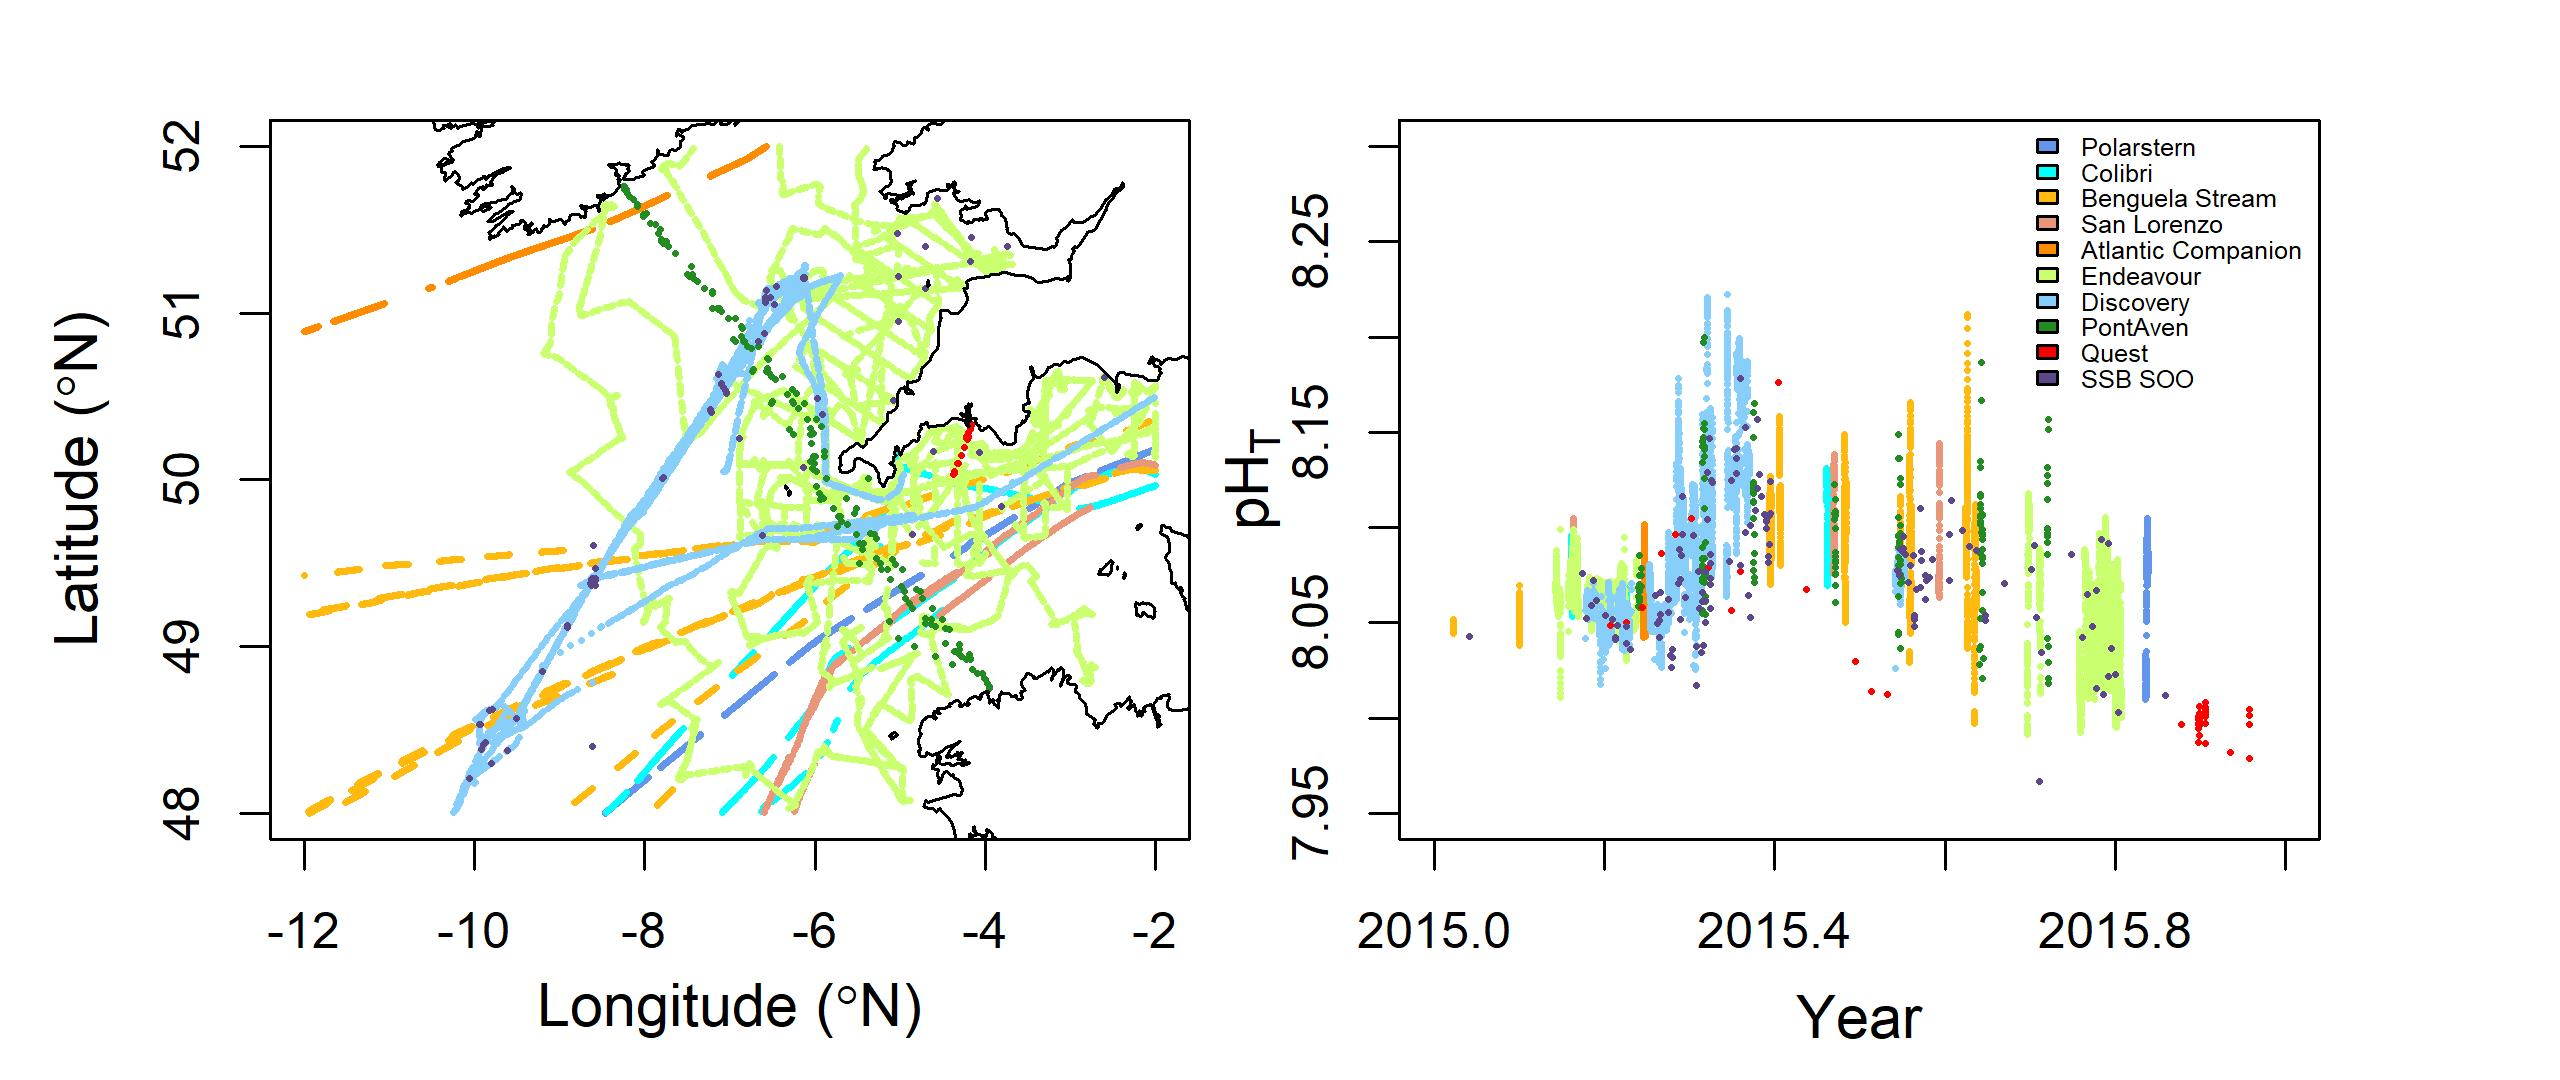 52
51
50
49
48
Latitude (°N)
-12 -10 -8 -6 -4 -2
Longitude (°N)
8.25
8.15
8.05
7.95
pHT
2015.0 2015.4 2015.8
Year
Polarstern
Colibri
Benguela Stream
San Lorenzo
Atlantic Companion
Endeavour
Discovery
PontAven
Quest
SSB SOO